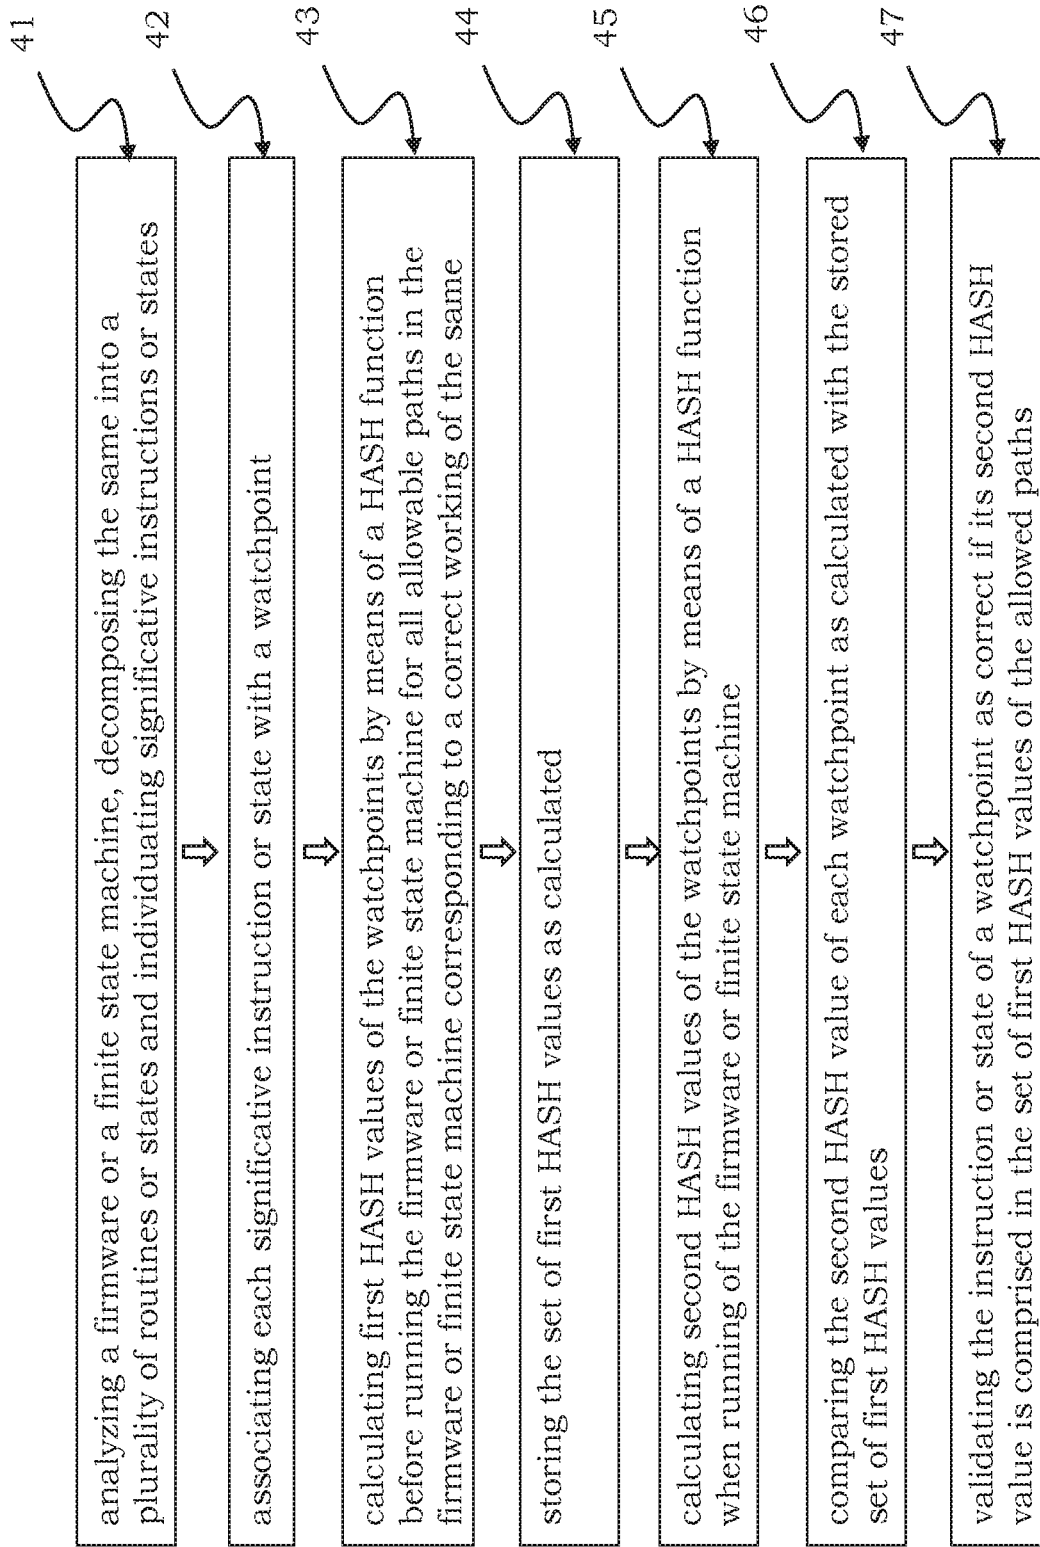 analyzing a firmware or a finite state machine, decomposing the same into a
plurality of routines or states and individuating significative instructions or states
41
associating each significative instruction or state with a watchpoint
42
calculating first HASH values of the watchpoints by means of a HASH function
before running the firmware or finite state machine for all allowable paths in the
firmware or finite state machine corresponding to a correct working of the same
43
storing the set of first HASH values as calculated
44
calculating second HASH values of the watchpoints by means of a HASH function
when running of the firmware or finite state machine
45
comparing the second HASH value of each watchpoint as calculated with the stored
set of first HASH values
46
validating the instruction or state of a watchpoint as correct if its second HASH
value is comprised in the set of first HASH values of the allowed paths
47